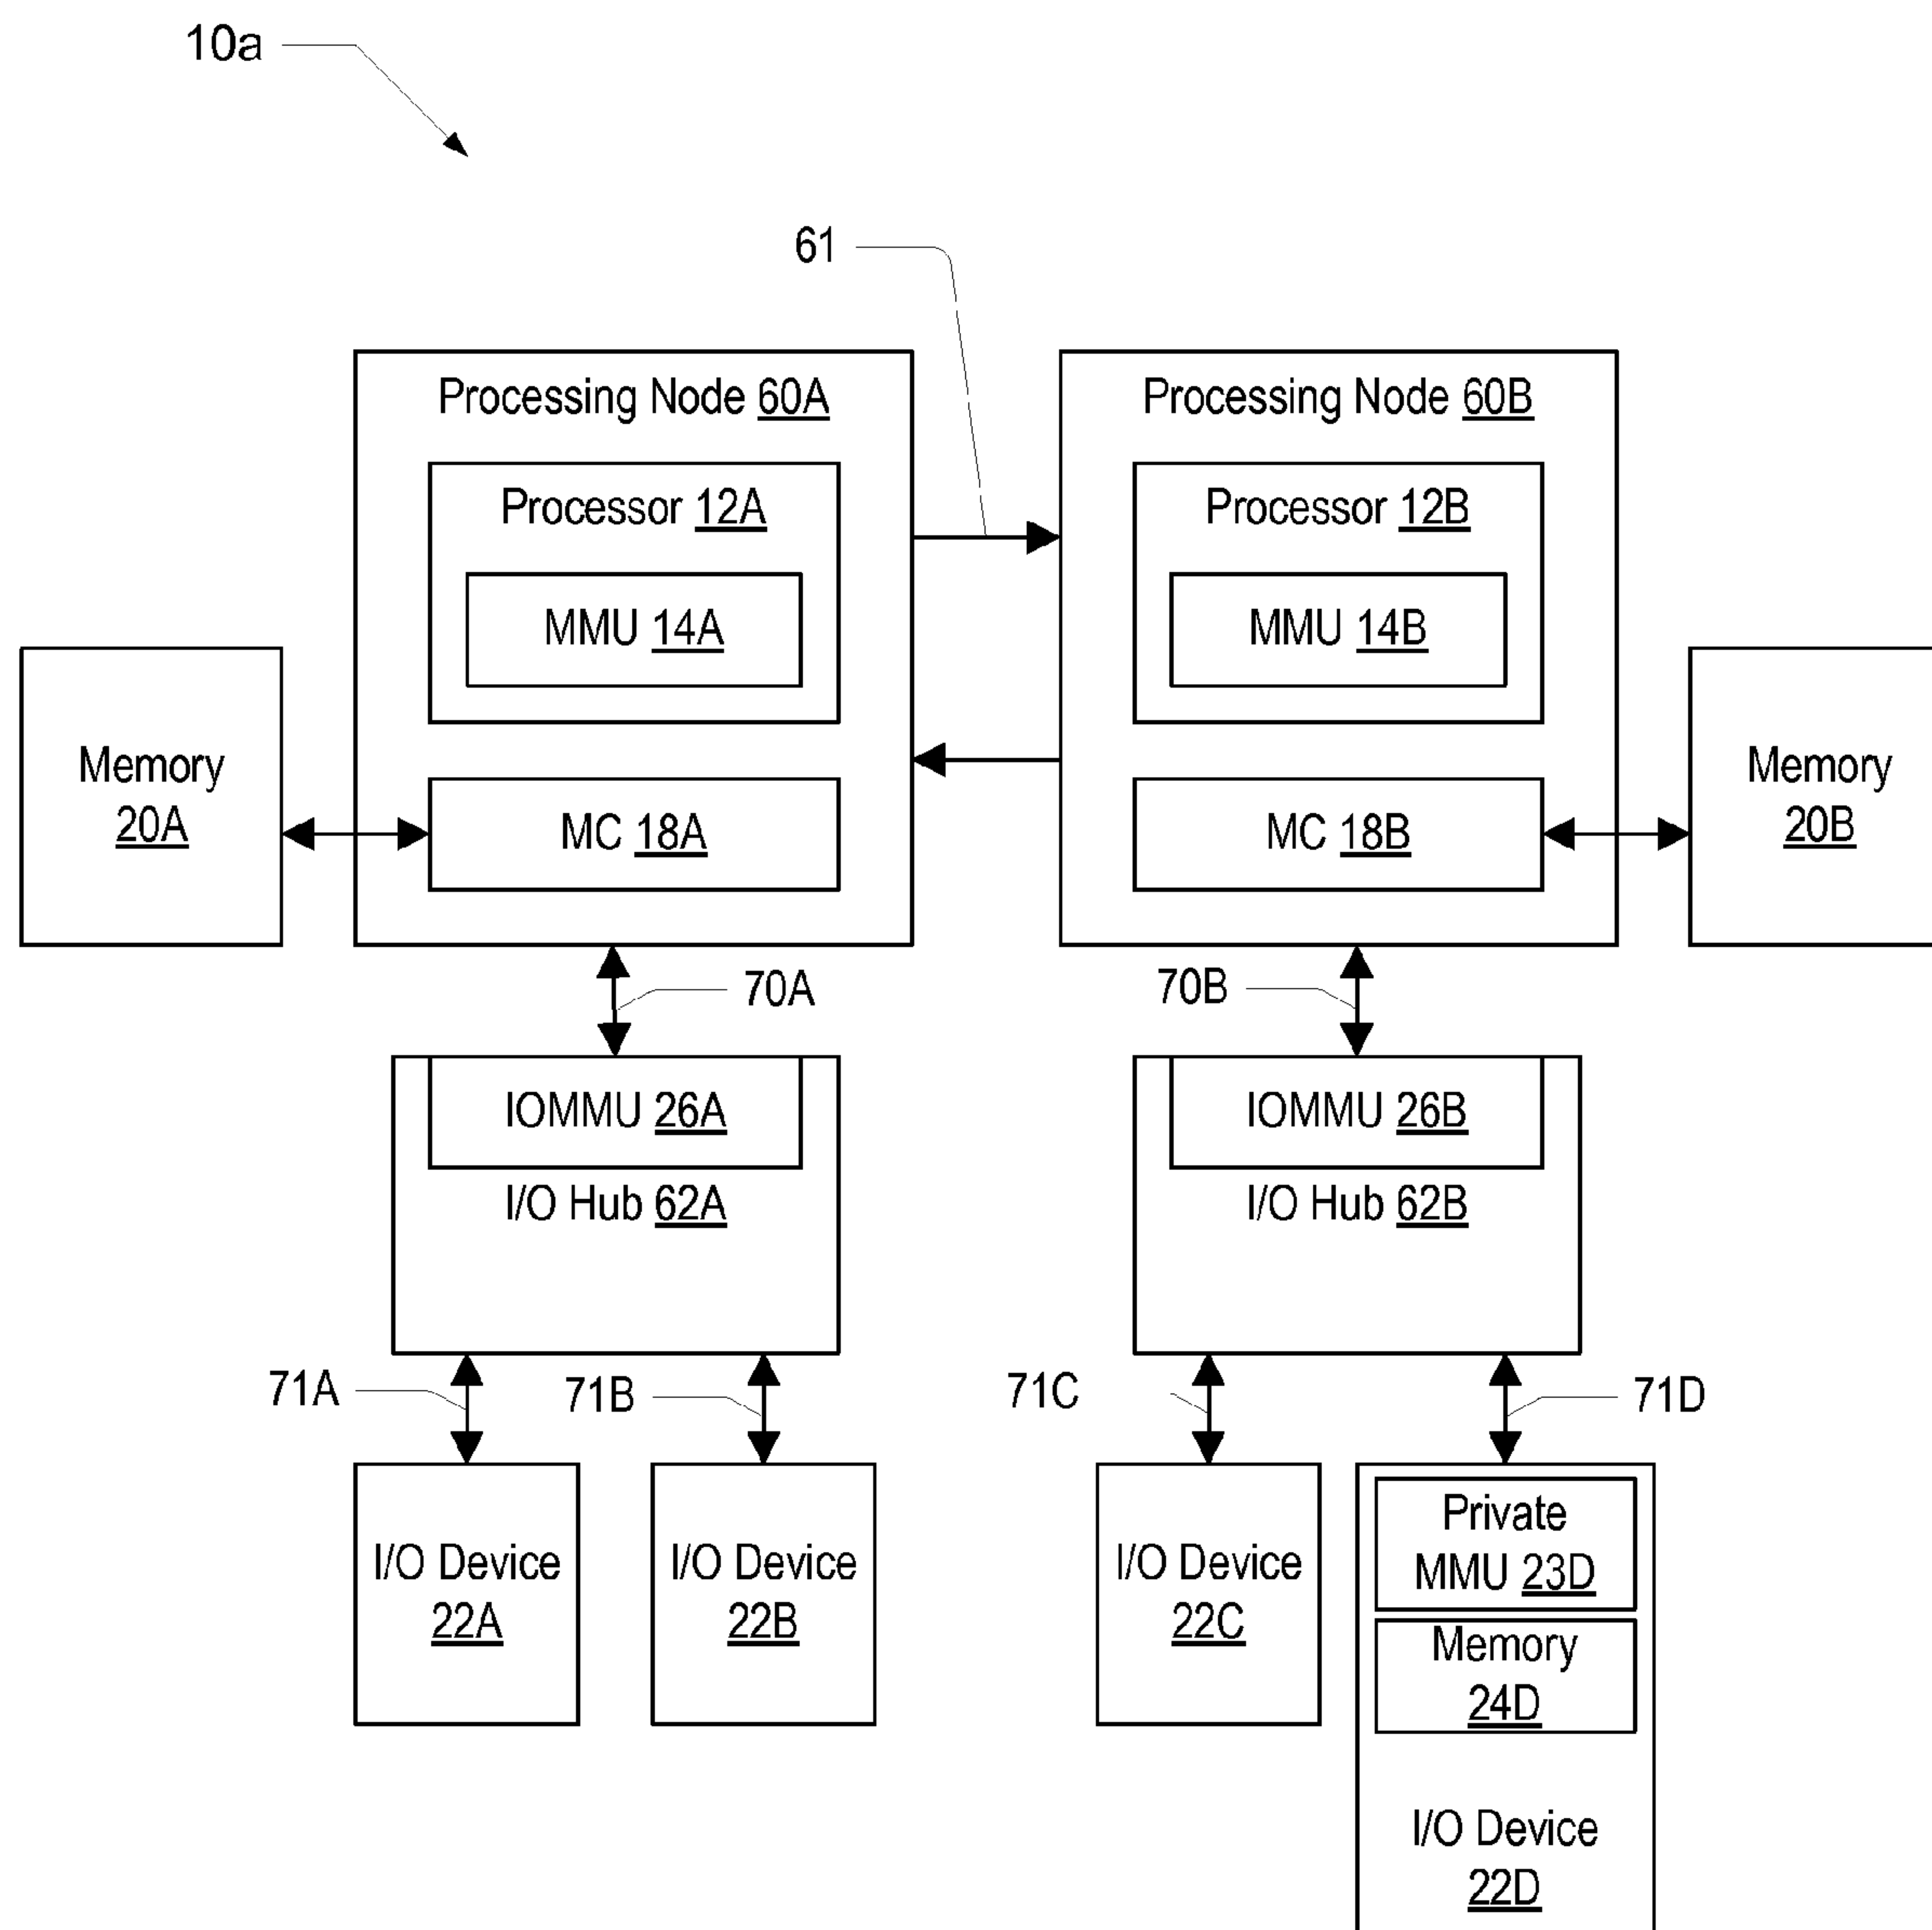 10a
61
Processing Node 60A
Processing Node 60B
Processor 12A
Processor 12B
MMU 14A
MMU 14B
Memory
20A
MC 18A
MC 18B
Memory
20B
70A
70B
IOMMU 26A
I/O Hub 62A
IOMMU 26B
I/O Hub 62B
71A
71B
71C
71D
I/O Device
22A
I/O Device
22B
I/O Device
22C
Private
MMU 23D
Memory
24D
I/O Device
22D